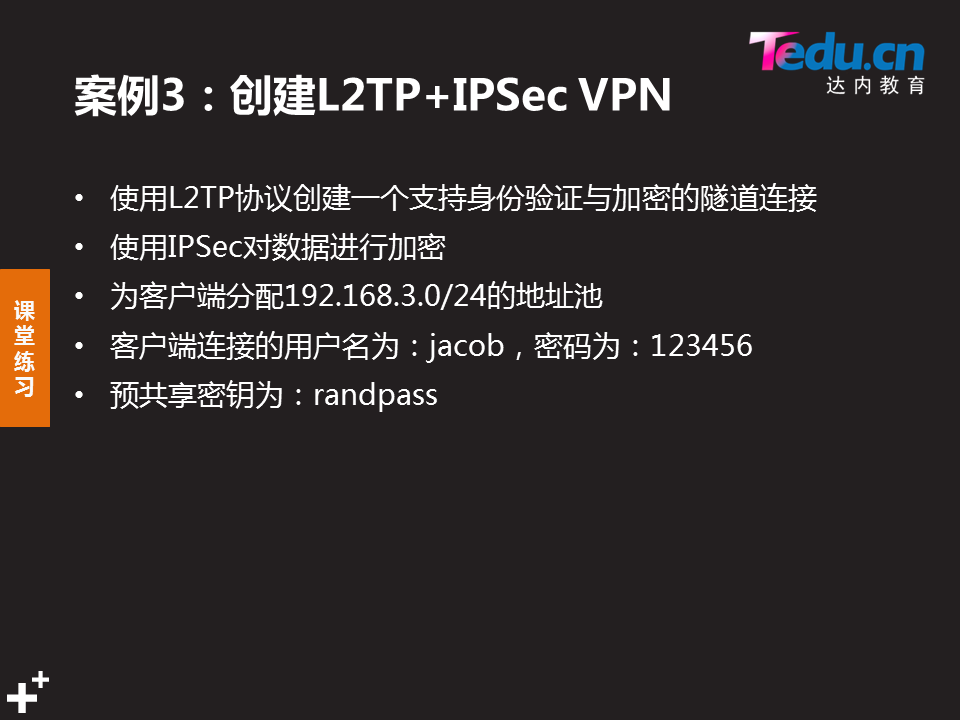 Tedu.cn
达内教育
案例3：创建L2TP+IPSec VPN
• 使用L2TP协议创建一个支持身份验证与加密的隧道连接
• 使用IPSec对数据进行加密
• 为客户端分配192.168.3.0/24的地址池
• 客户端连接的用户名为：jacob，密码为：123456
• 预共享密钥为：randpass
课
堂
练
习